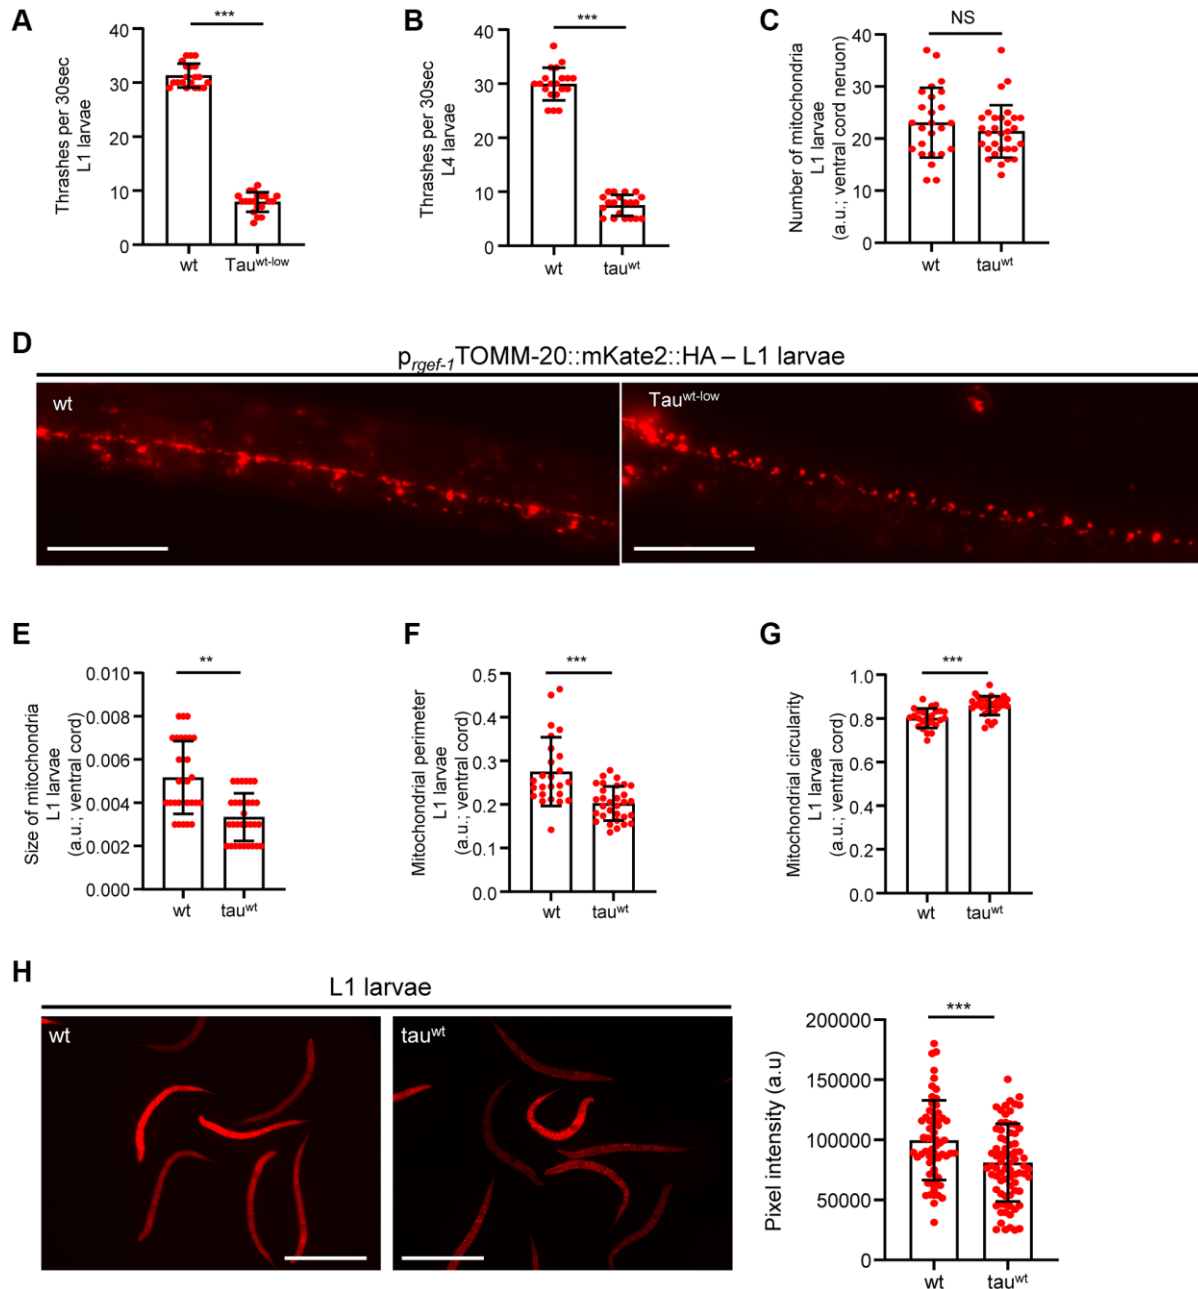 A
***
Thrashes per 30sec
L1 larvae
40
30
20
10
0
wt
Tauwt-low
B
***
Thrashes per 30sec
L4 larvae
40
30
20
10
0
wt
tauwt
C
NS
Number of mitochondria
L1 larvae
(a.u.; ventral cord neruon)
40
30
20
10
0
wt
tauwt
D
prgef-1TOMM-20::mKate2::HA – L1 larvae
wt
Tauwt-low
E
**
Size of mitochondria
L1 larvae
(a.u.; ventral cord)
0.010
0.008
0.006
0.004
0.002
0.000
wt
tauwt
F
***
Mitochondrial perimeter
L1 larvae
(a.u.; ventral cord)
0.5
0.4
0.3
0.2
0.1
0.0
wt
tauwt
G
***
Mitochondrial circularity
L1 larvae
(a.u.; ventral cord)
1.0
0.8
0.6
0.4
0.2
0.0
wt
tauwt
H
L1 larvae
wt
tauwt
***
Pixel intensity (a.u)
200000
150000
100000
50000
0
wt
tauwt